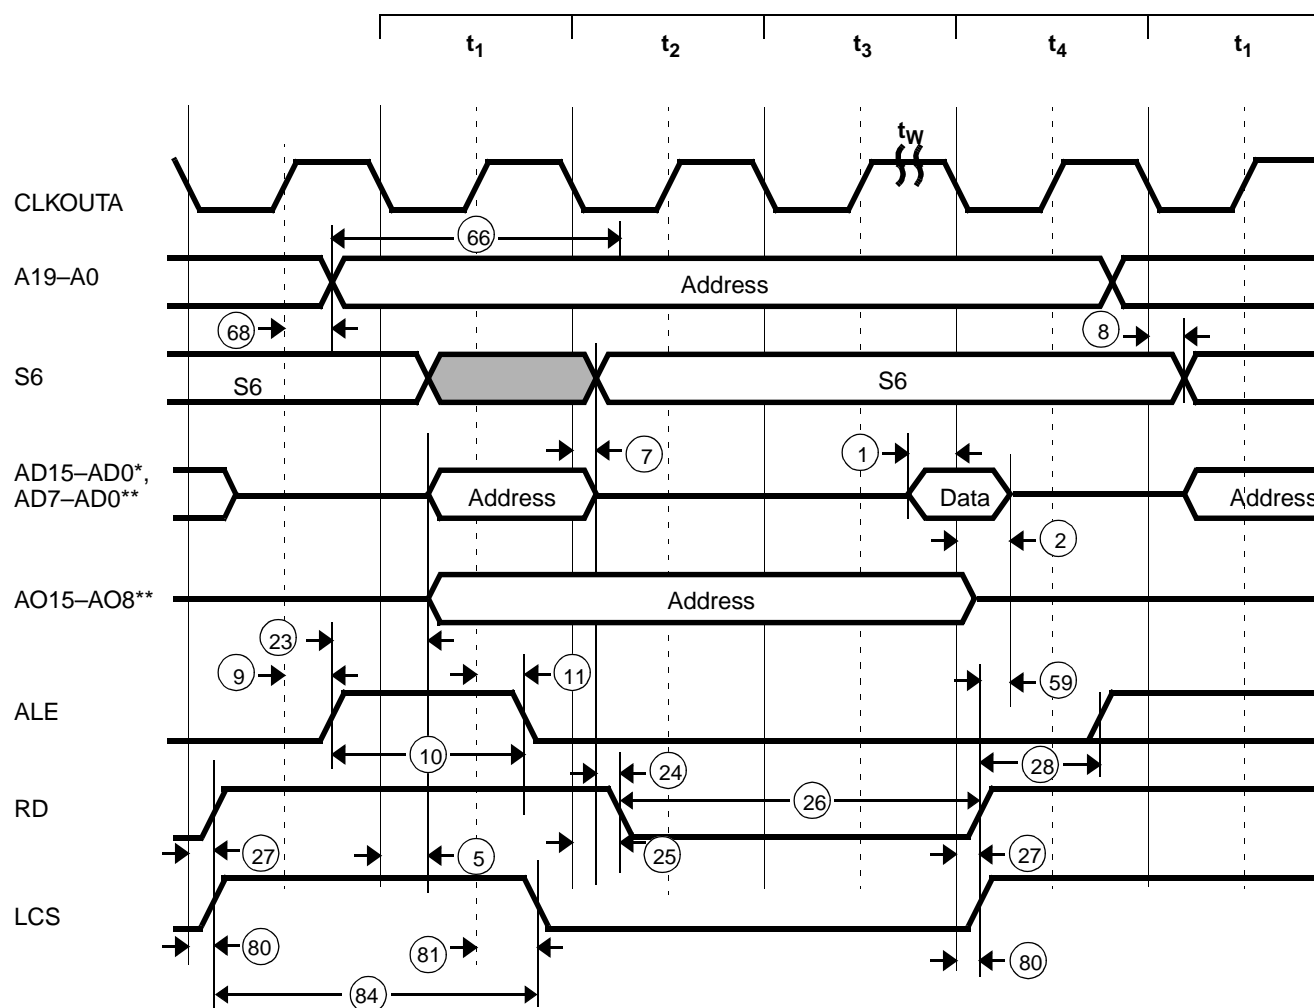 t1 t2 t3 t4 t1
tW
CLKOUTA
66
A19–A0 Address
68 8
S6 S6 S6
7 1
AD15–AD0*,
AD7–AD0** Address Data Address
2
AO15–AO8** Address
23
9 11 59
ALE
10 24 28
RD 26
27 5 25 27
LCS
80 81 80
84